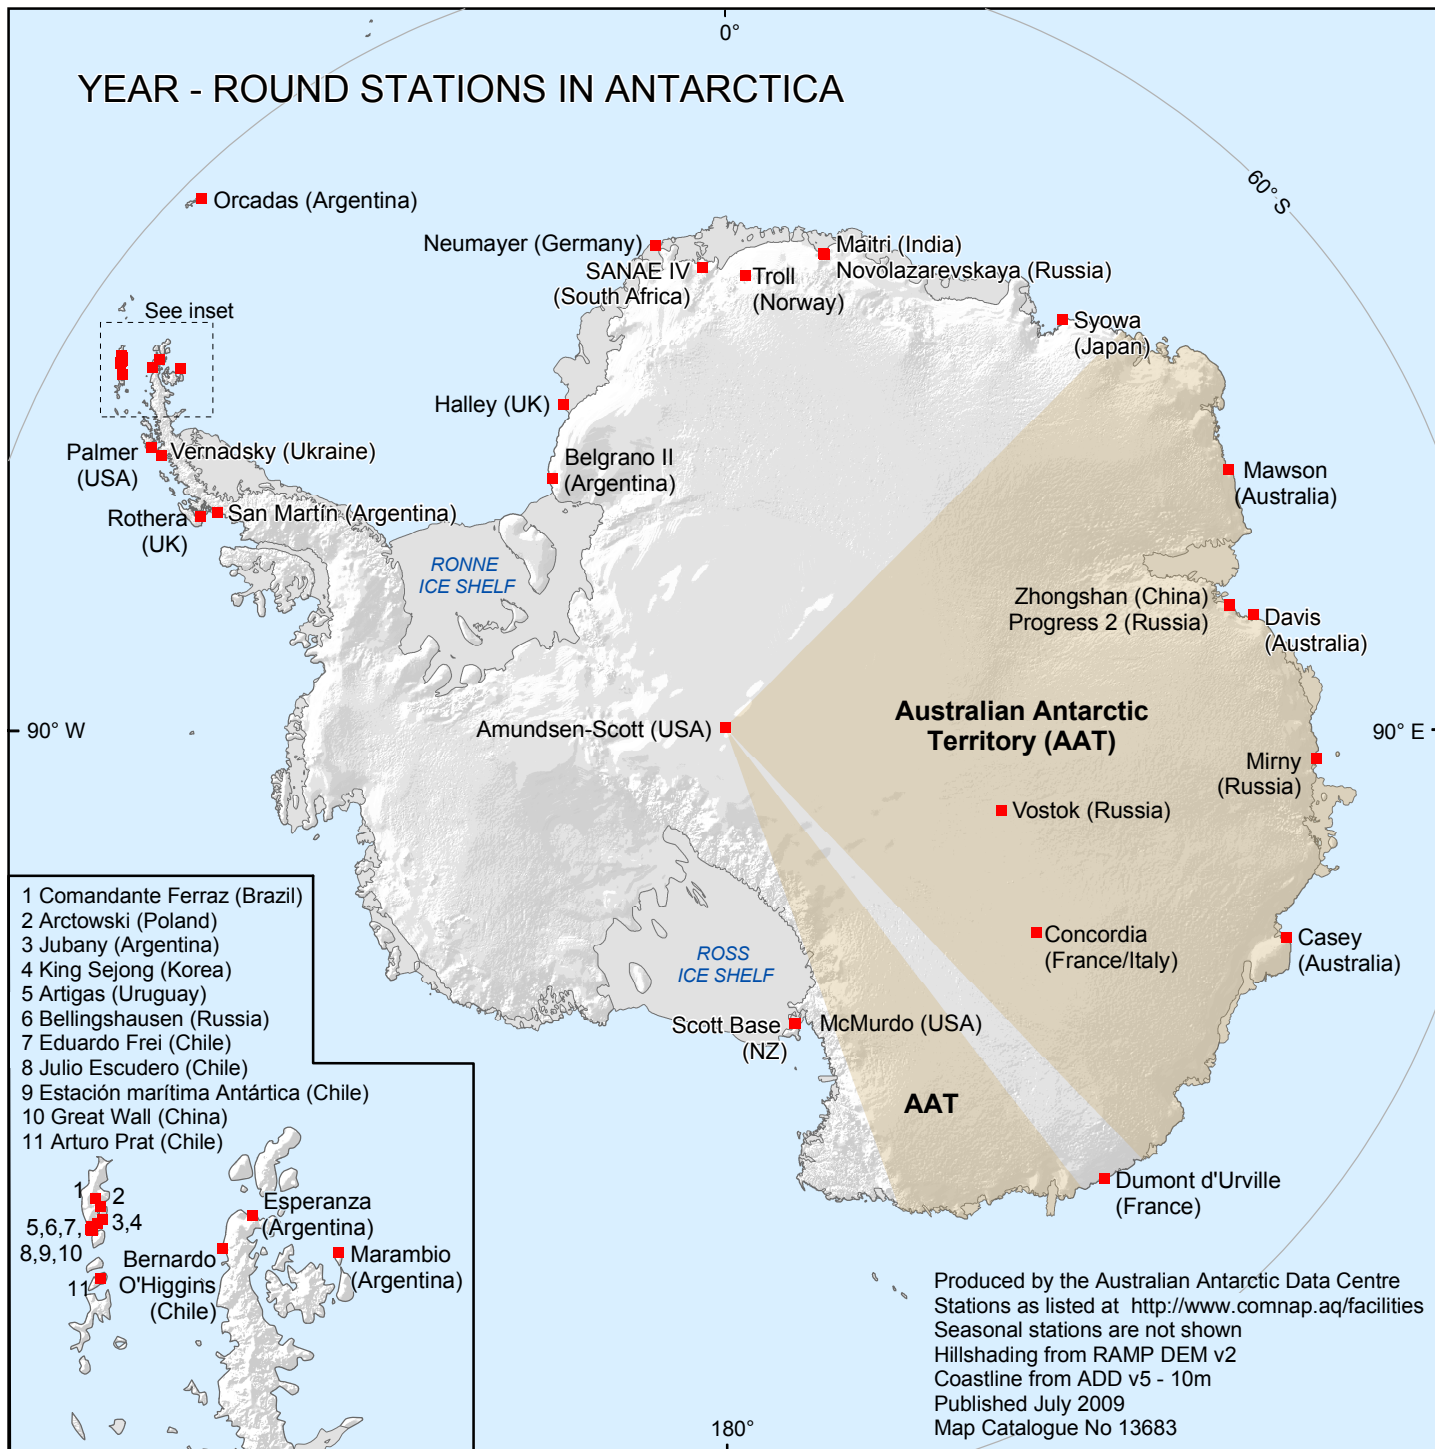 0°
YEAR - ROUND STATIONS IN ANTARCTICA
60° S
Orcadas (Argentina)
Neumayer (Germany)
SANAE IV
(South Africa)
Troll
(Norway)
Maitri (India)
Novolazarevskaya (Russia)
Syowa
(Japan)
See inset
Halley (UK)
Palmer
(USA)
Vernadsky (Ukraine)
Belgrano II
(Argentina)
Mawson
(Australia)
Rothera
(UK)
San Martín (Argentina)
RONNE
ICE SHELF
Zhongshan (China)
Progress 2 (Russia)
Davis
(Australia)
90° W
Amundsen-Scott (USA)
Australian Antarctic
Territory (AAT)
90° E
Mirny
(Russia)
Vostok (Russia)
Concordia
(France/Italy)
Casey
(Australia)
ROSS
ICE SHELF
Scott Base
(NZ)
McMurdo (USA)
AAT
Dumont d'Urville
(France)
1 Comandante Ferraz (Brazil)
2 Arctowski (Poland)
3 Jubany (Argentina)
4 King Sejong (Korea)
5 Artigas (Uruguay)
6 Bellingshausen (Russia)
7 Eduardo Frei (Chile)
8 Julio Escudero (Chile)
9 Estación marítima Antártica (Chile)
10 Great Wall (China)
11 Arturo Prat (Chile)
1
2
3,4
5,6,7,
8,9,10
11
Esperanza
(Argentina)
Bernardo
O'Higgins
(Chile)
Marambio
(Argentina)
180°
Produced by the Australian Antarctic Data Centre
Stations as listed at http://www.comnap.aq/facilities
Seasonal stations are not shown
Hillshading from RAMP DEM v2
Coastline from ADD v5 - 10m
Published July 2009
Map Catalogue No 13683